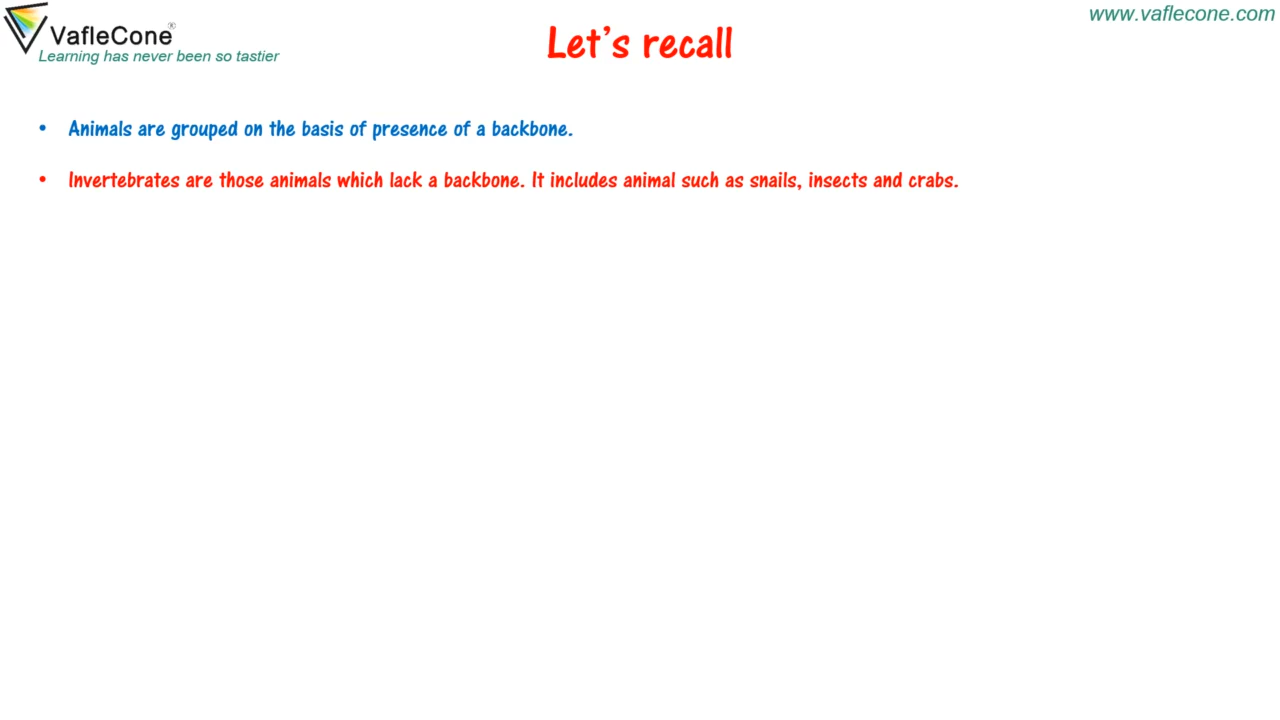 VafleCone®
Learning has never been so tastier
www.vaflecone.com
Let's recall
• Animals are grouped on the basis of presence of a backbone.
• Invertebrates are those animals which lack a backbone. It includes animal such as snails, insects and crabs.